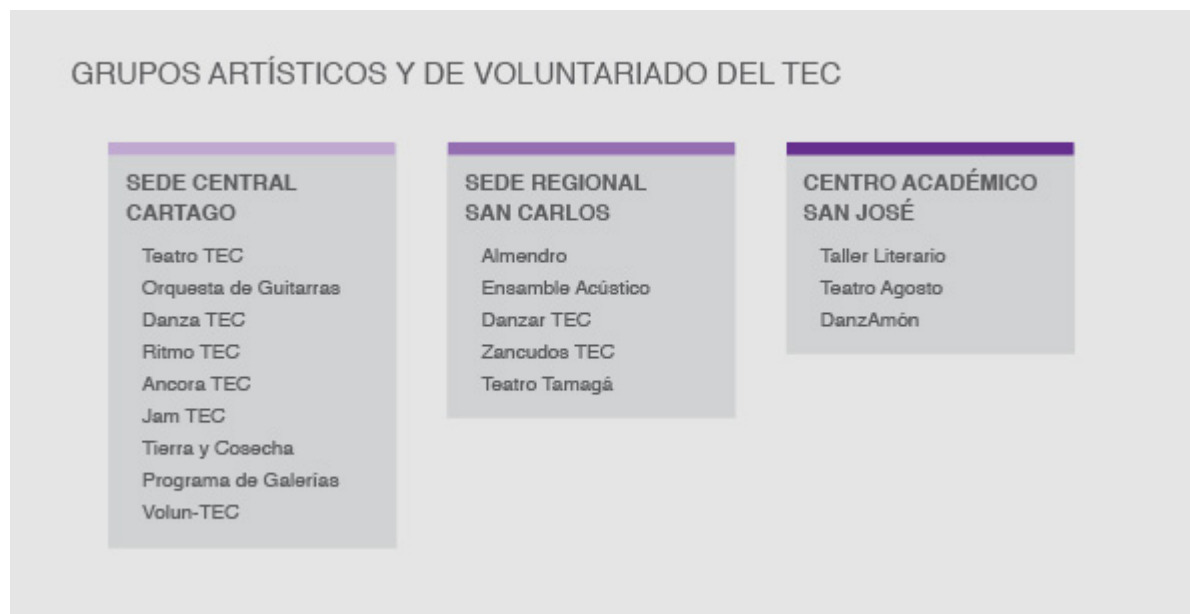 GRUPOS ARTÍSTICOS Y DE VOLUNTARIADO DEL TEC
SEDE CENTRAL
CARTAGO
Teatro TEC
Orquesta de Guitarras
Danza TEC
Ritmo TEC
Ancora TEC
Jam TEC
Tierra y Cosecha
Programa de Galerías
Volun-TEC
SEDE REGIONAL
SAN CARLOS
Almendro
Ensamble Acústico
Danzar TEC
Zancudos TEC
Teatro Tamagá
CENTRO ACADÉMICO
SAN JOSÉ
Taller Literario
Teatro Agosto
DanzAmón